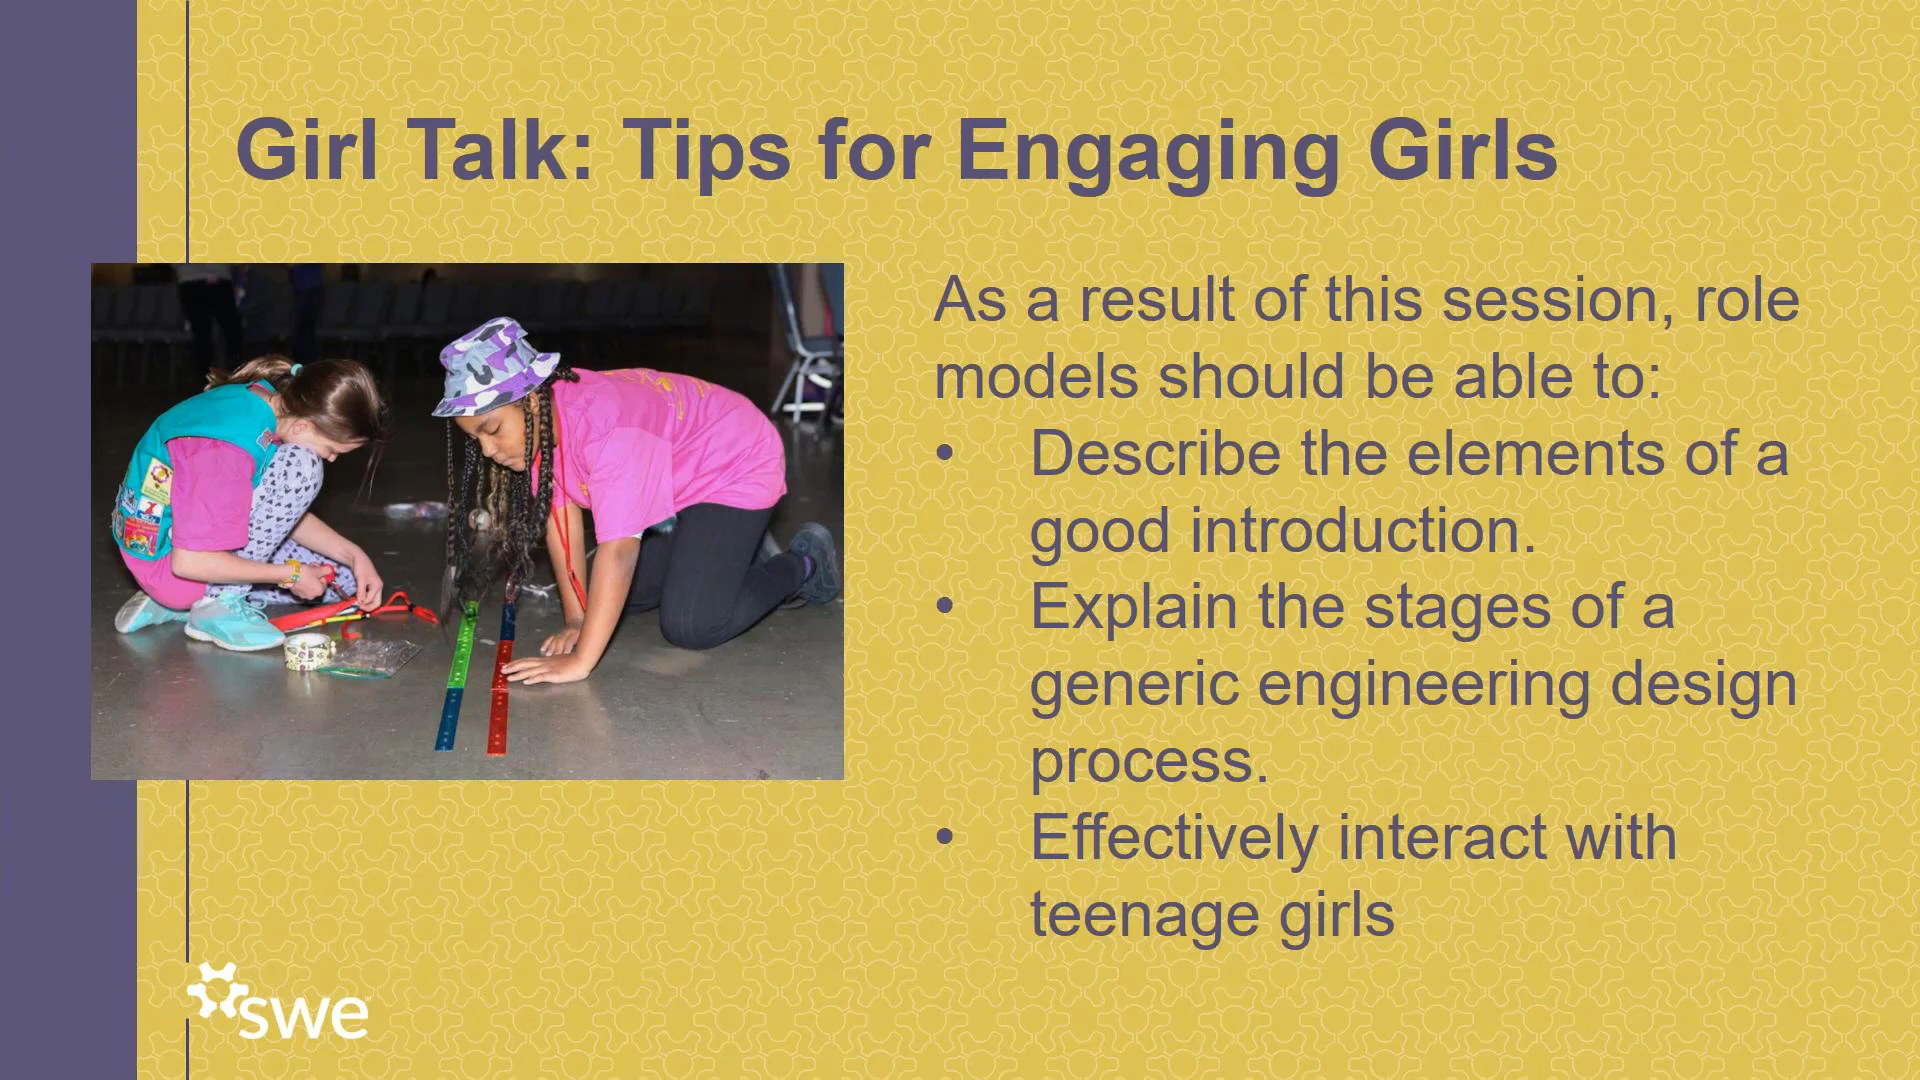 Girl Talk: Tips for Engaging Girls
As a result of this session, role
models should be able to:
• Describe the elements of a
good introduction.
• Explain the stages of a
generic engineering design
process.
• Effectively interact with
teenage girls
swe